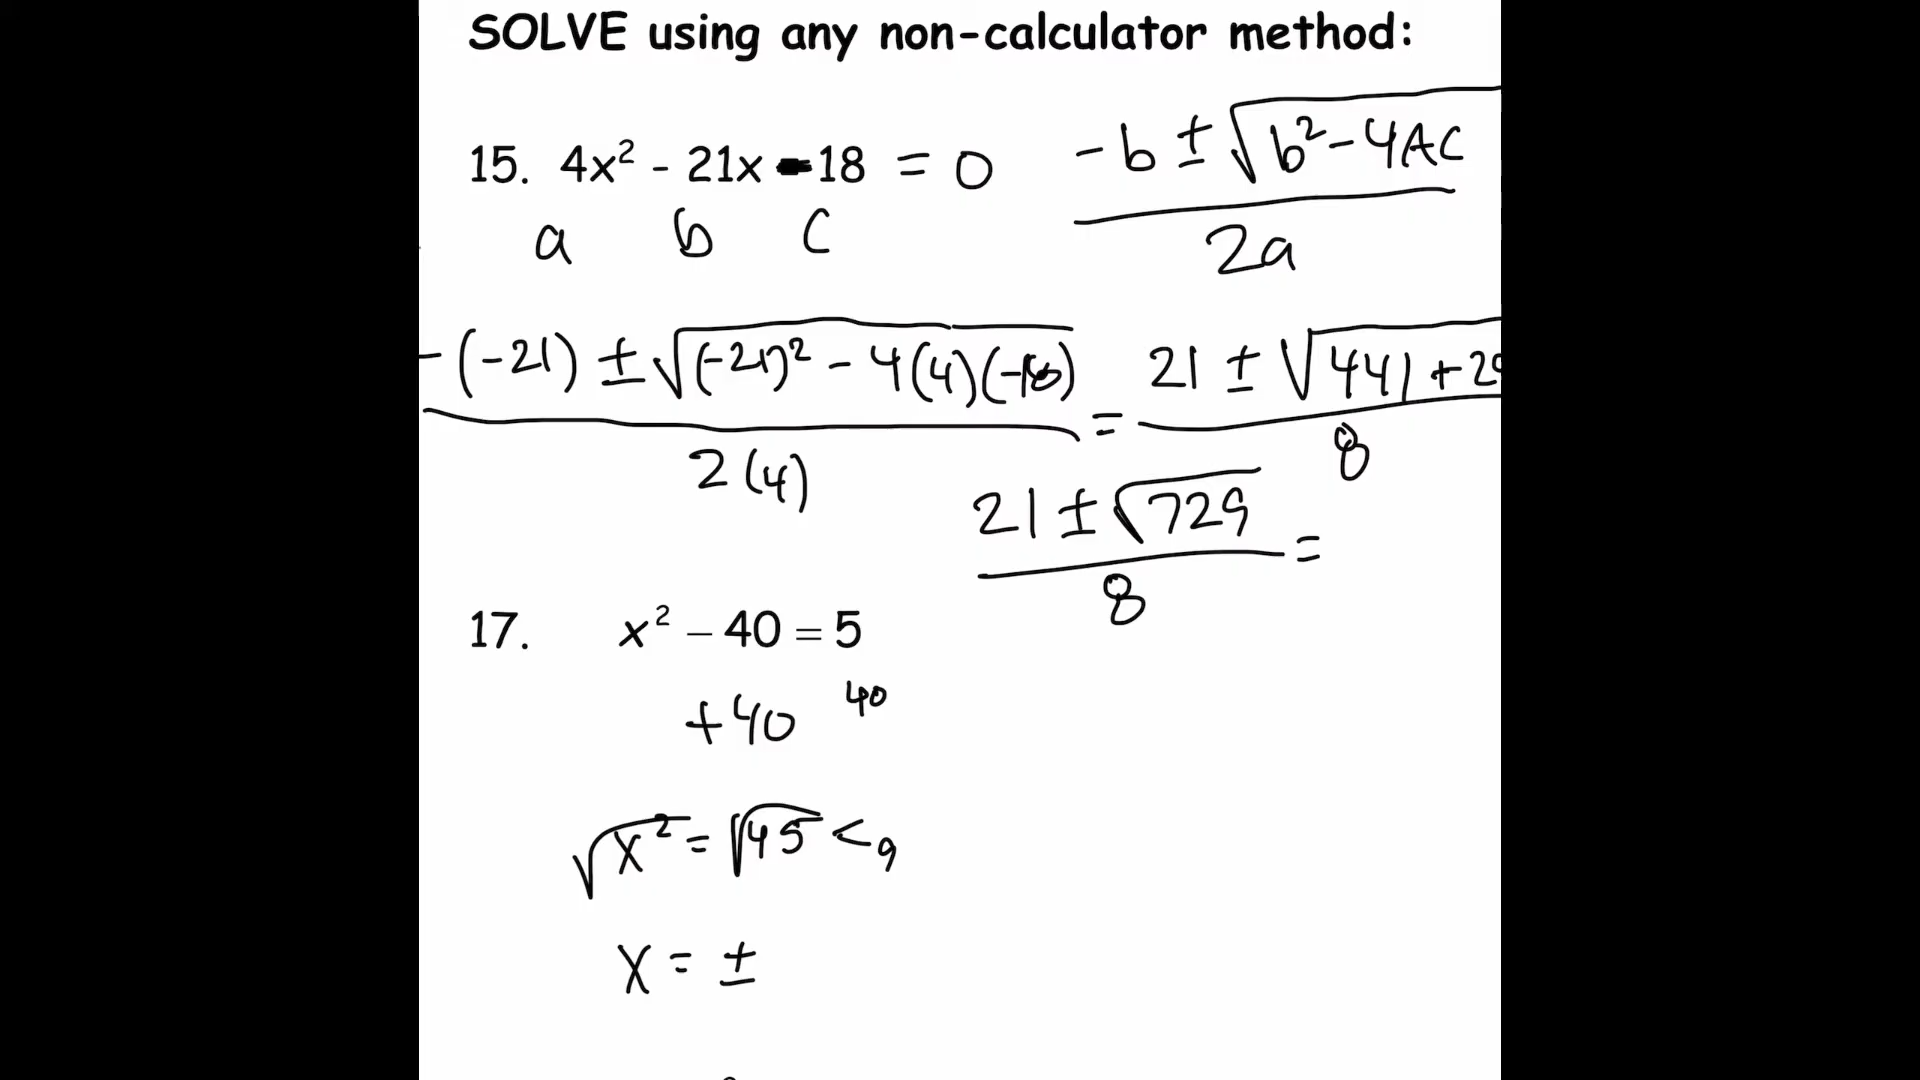 SOLVE using any non-calculator method:
-b ± √b² - 4AC
15. 4x² - 21x - 18 = 0
2a
a b c
-(-21) ± √(-21)² - 4(4)(-18) = 21 ± √441 + 28
2(4) 8
21 ± √729 =
8
17. x² - 40 = 5
+40 40
√x² = √45 < 9
x = ±